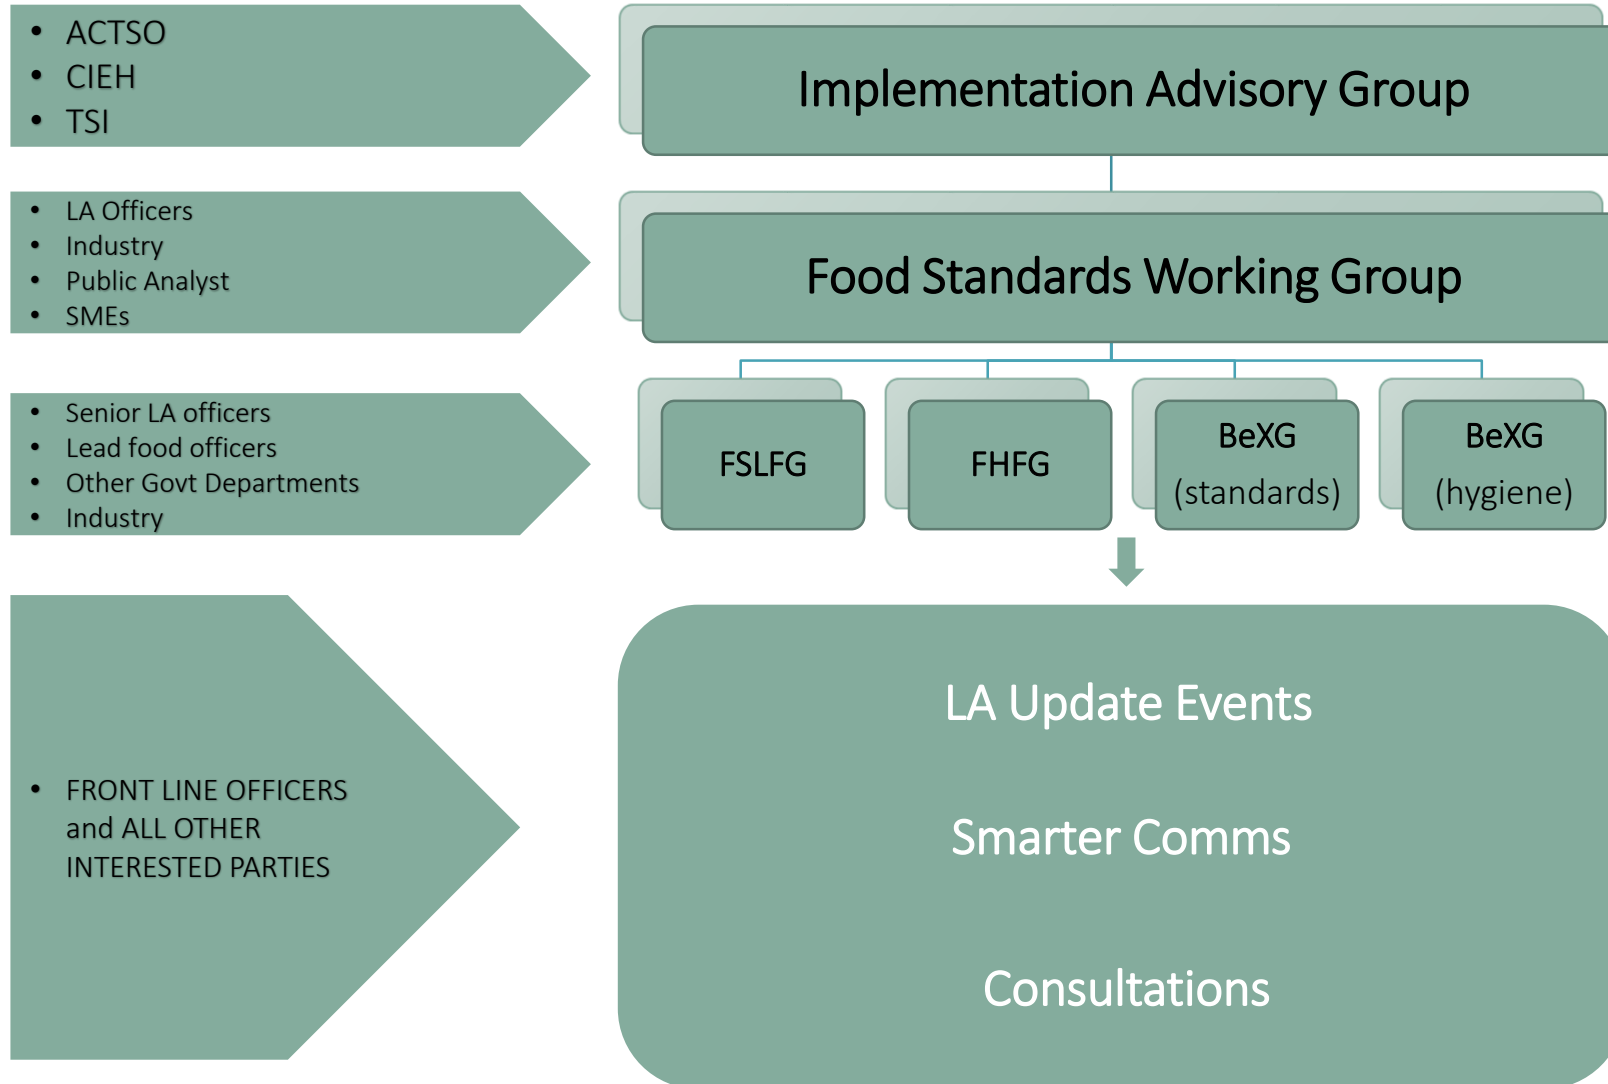 • ACTSO
• CIEH
• TSI
Implementation Advisory Group
• LA Officers
• Industry
• Public Analyst
• SMEs
Food Standards Working Group
• Senior LA officers
• Lead food officers
• Other Govt Departments
• Industry
FSLFG
FHFG
BeXG
(standards)
BeXG
(hygiene)
• FRONT LINE OFFICERS
and ALL OTHER
INTERESTED PARTIES
LA Update Events
Smarter Comms
Consultations